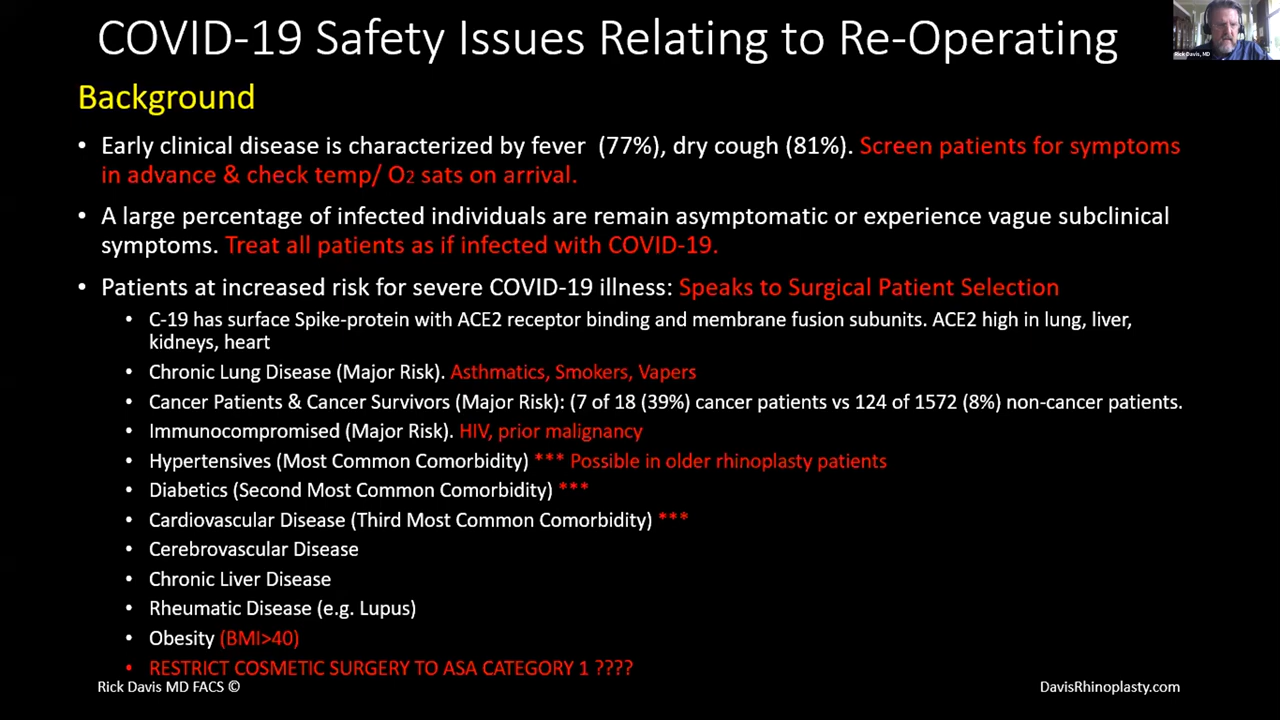 COVID-19 Safety Issues Relating to Re-Operating
Rick Davis, MD
Background
• Early clinical disease is characterized by fever (77%), dry cough (81%). Screen patients for symptoms
in advance & check temp/ O2 sats on arrival.
• A large percentage of infected individuals are remain asymptomatic or experience vague subclinical
symptoms. Treat all patients as if infected with COVID-19.
• Patients at increased risk for severe COVID-19 illness: Speaks to Surgical Patient Selection
• C-19 has surface Spike-protein with ACE2 receptor binding and membrane fusion subunits. ACE2 high in lung, liver,
kidneys, heart
• Chronic Lung Disease (Major Risk). Asthmatics, Smokers, Vapers
• Cancer Patients & Cancer Survivors (Major Risk): (7 of 18 (39%) cancer patients vs 124 of 1572 (8%) non-cancer patients.
• Immunocompromised (Major Risk). HIV, prior malignancy
• Hypertensives (Most Common Comorbidity) *** Possible in older rhinoplasty patients
• Diabetics (Second Most Common Comorbidity) ***
• Cardiovascular Disease (Third Most Common Comorbidity) ***
• Cerebrovascular Disease
• Chronic Liver Disease
• Rheumatic Disease (e.g. Lupus)
• Obesity (BMI>40)
• RESTRICT COSMETIC SURGERY TO ASA CATEGORY 1 ????
Rick Davis MD FACS ©
DavisRhinoplasty.com